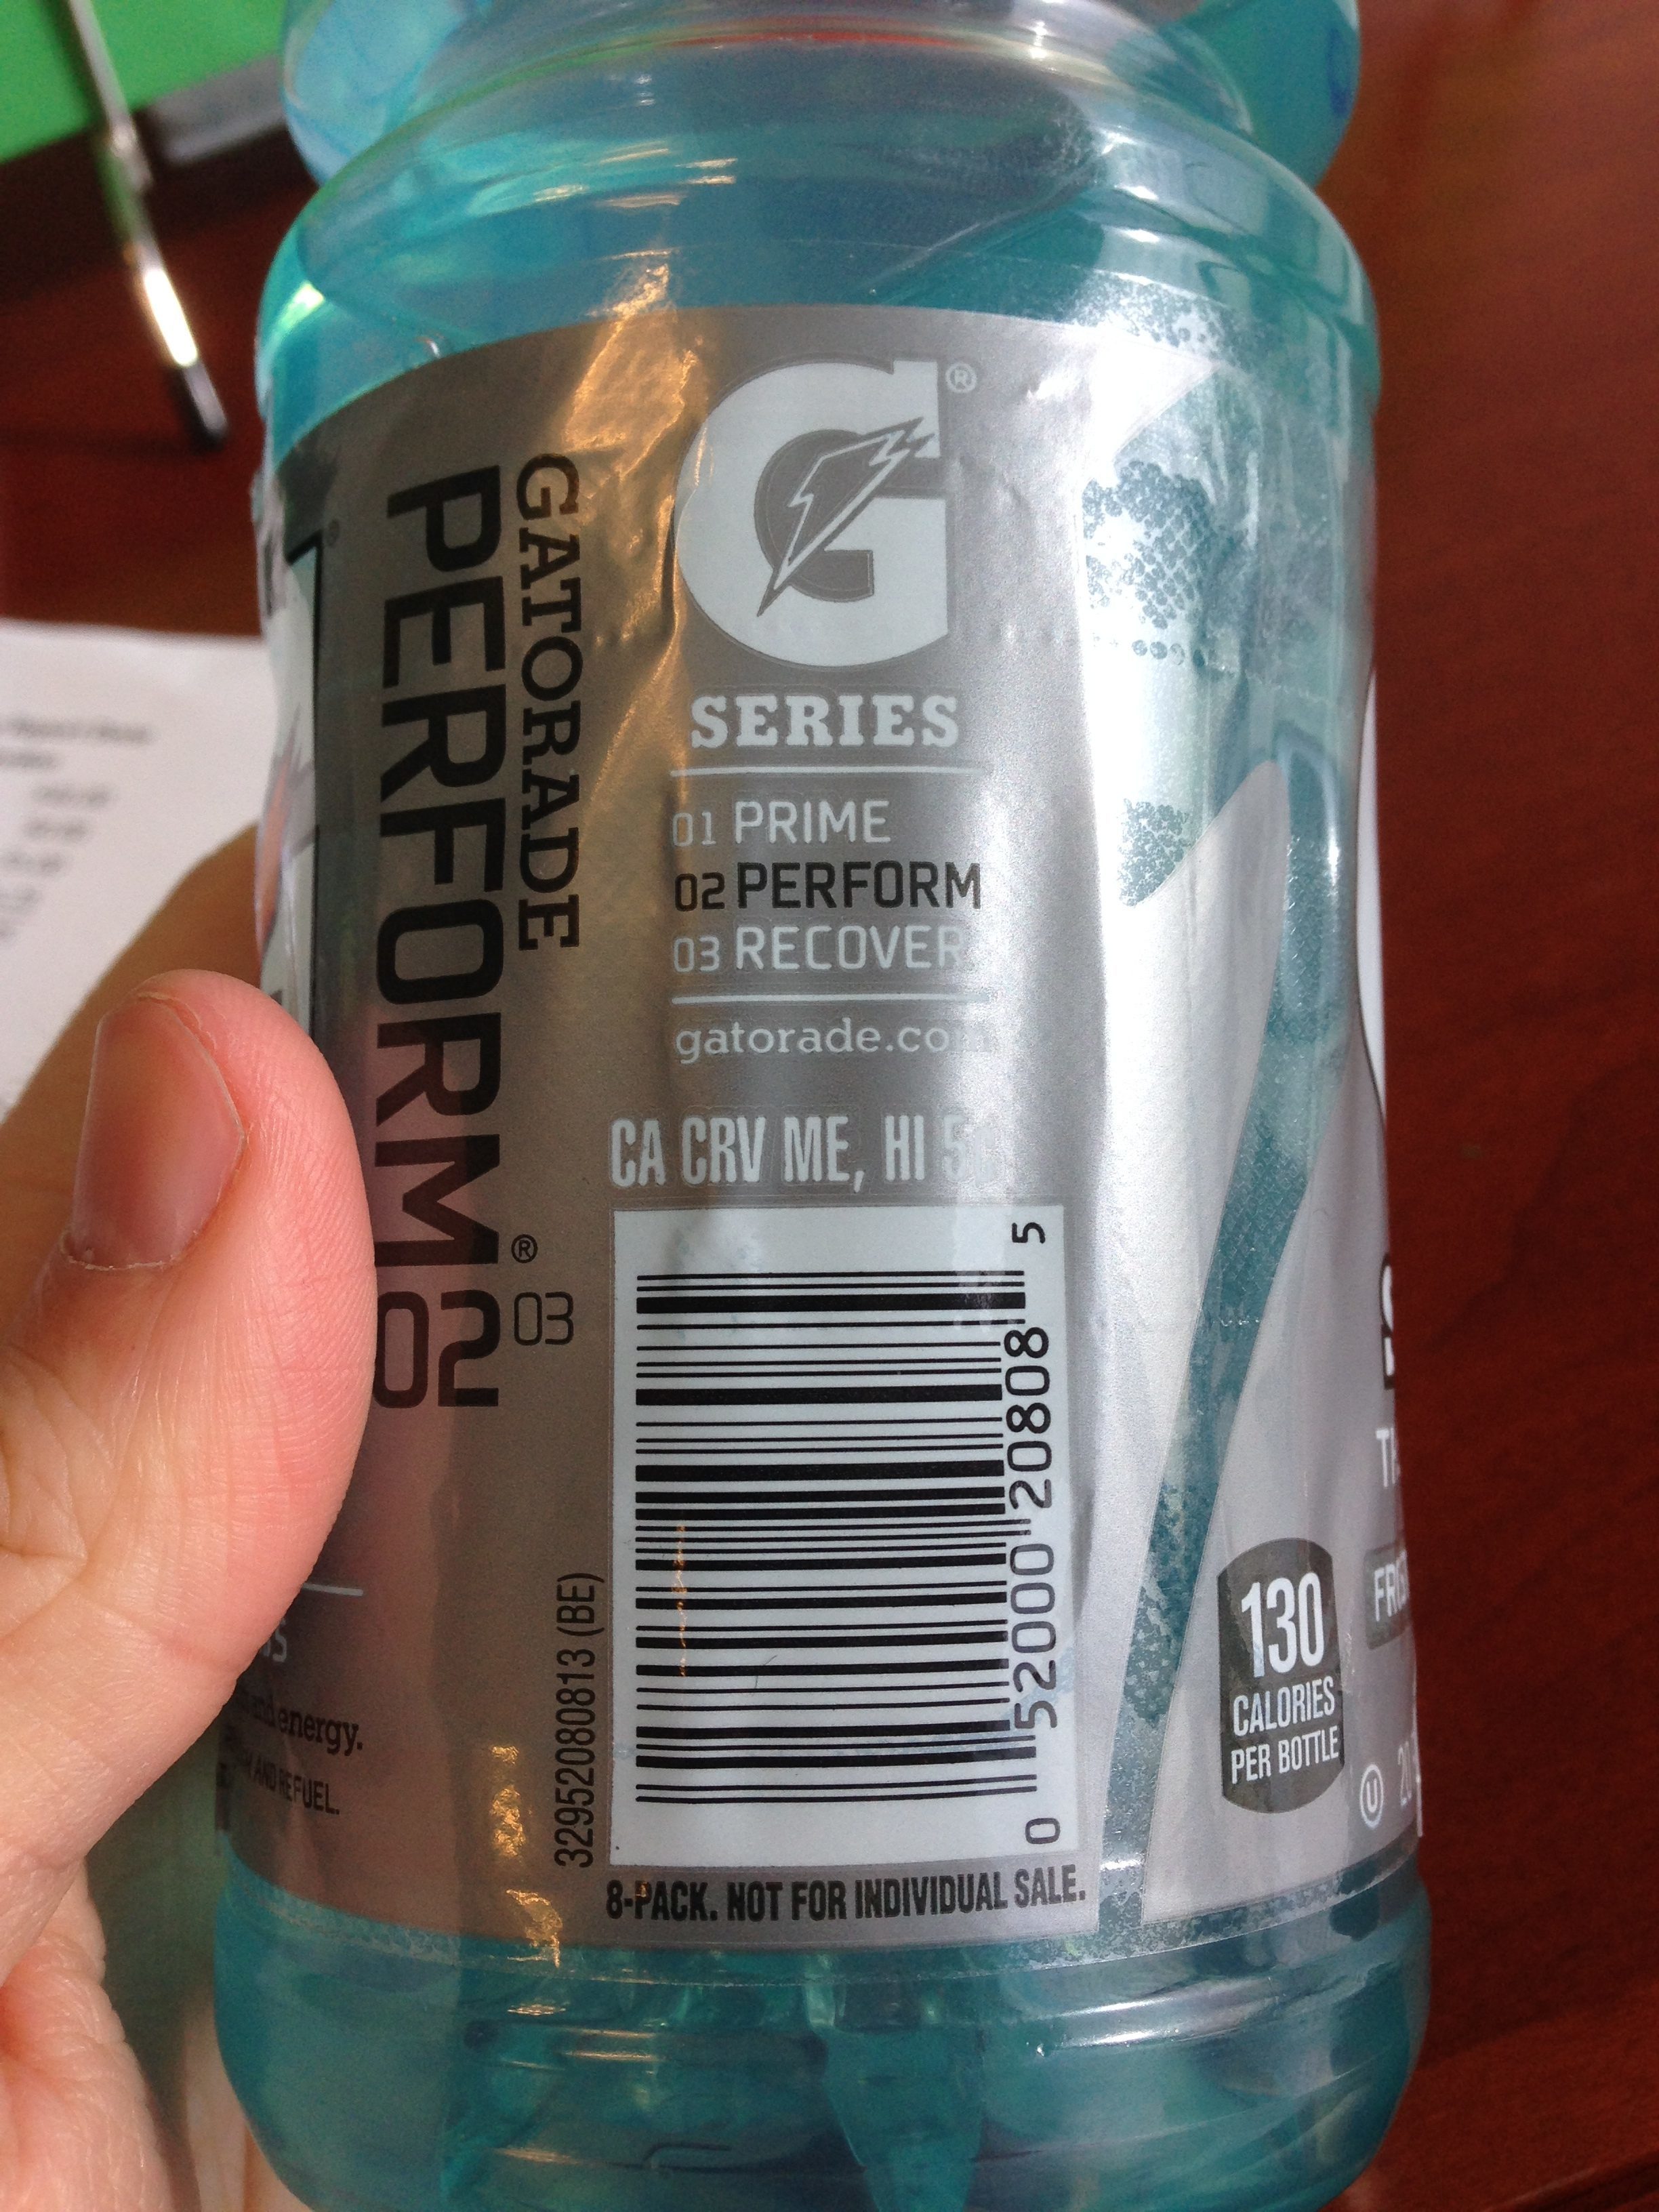 GATORADE
PERFORM® 02
03
G®
SERIES
01 PRIME
02 PERFORM
03 RECOVER
gatorade.co
CA CRV ME, HI 5¢
5
0 52000 20808
32952080813 (BE)
8-PACK. NOT FOR INDIVIDUAL SALE.
energy.
AND REFUEL.
130
CALORIES
PER BOTTLE
U